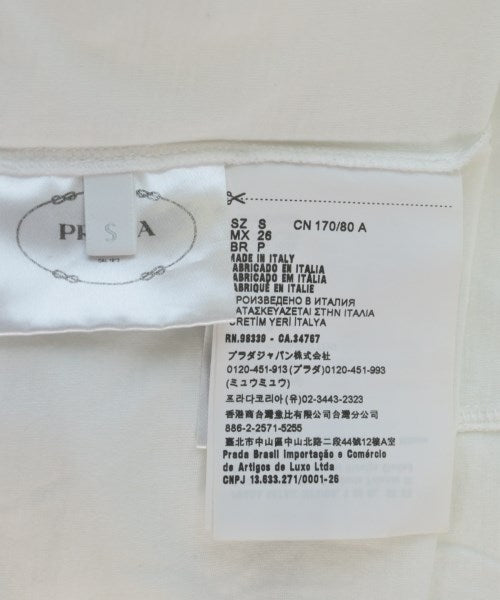 S
SZ S CN 170/80 A
MX 26
BR P
MADE IN ITALY
FABRICADO EN ITALIA
FABRICADO EM ITÁLIA
FABRIQUÉ EN ITALIE
ПРОИЗВЕДЕНО В ИТАЛИЯ
ΚΑΤΑΣΚΕΥΑΖΕΤΑΙ ΣΤΗΝ ΙΤΑΛΙΑ
ÜRETİM YERİ İTALYA
RN.98339 - CA.34767
プラダジャパン株式会社
0120-451-913 (プラダ)0120-451-993
(ミュウミュウ)
프라다코리아(유)02-3443-2323
香港商台灣意比有限公司台灣分公司
886-2-2571-5255
臺北市中山區中山北路二段44號12樓A室
Prada Brasil Importação e Comércio
de Artigos de Luxo Ltda
CNPJ 13.633.271/0001-26